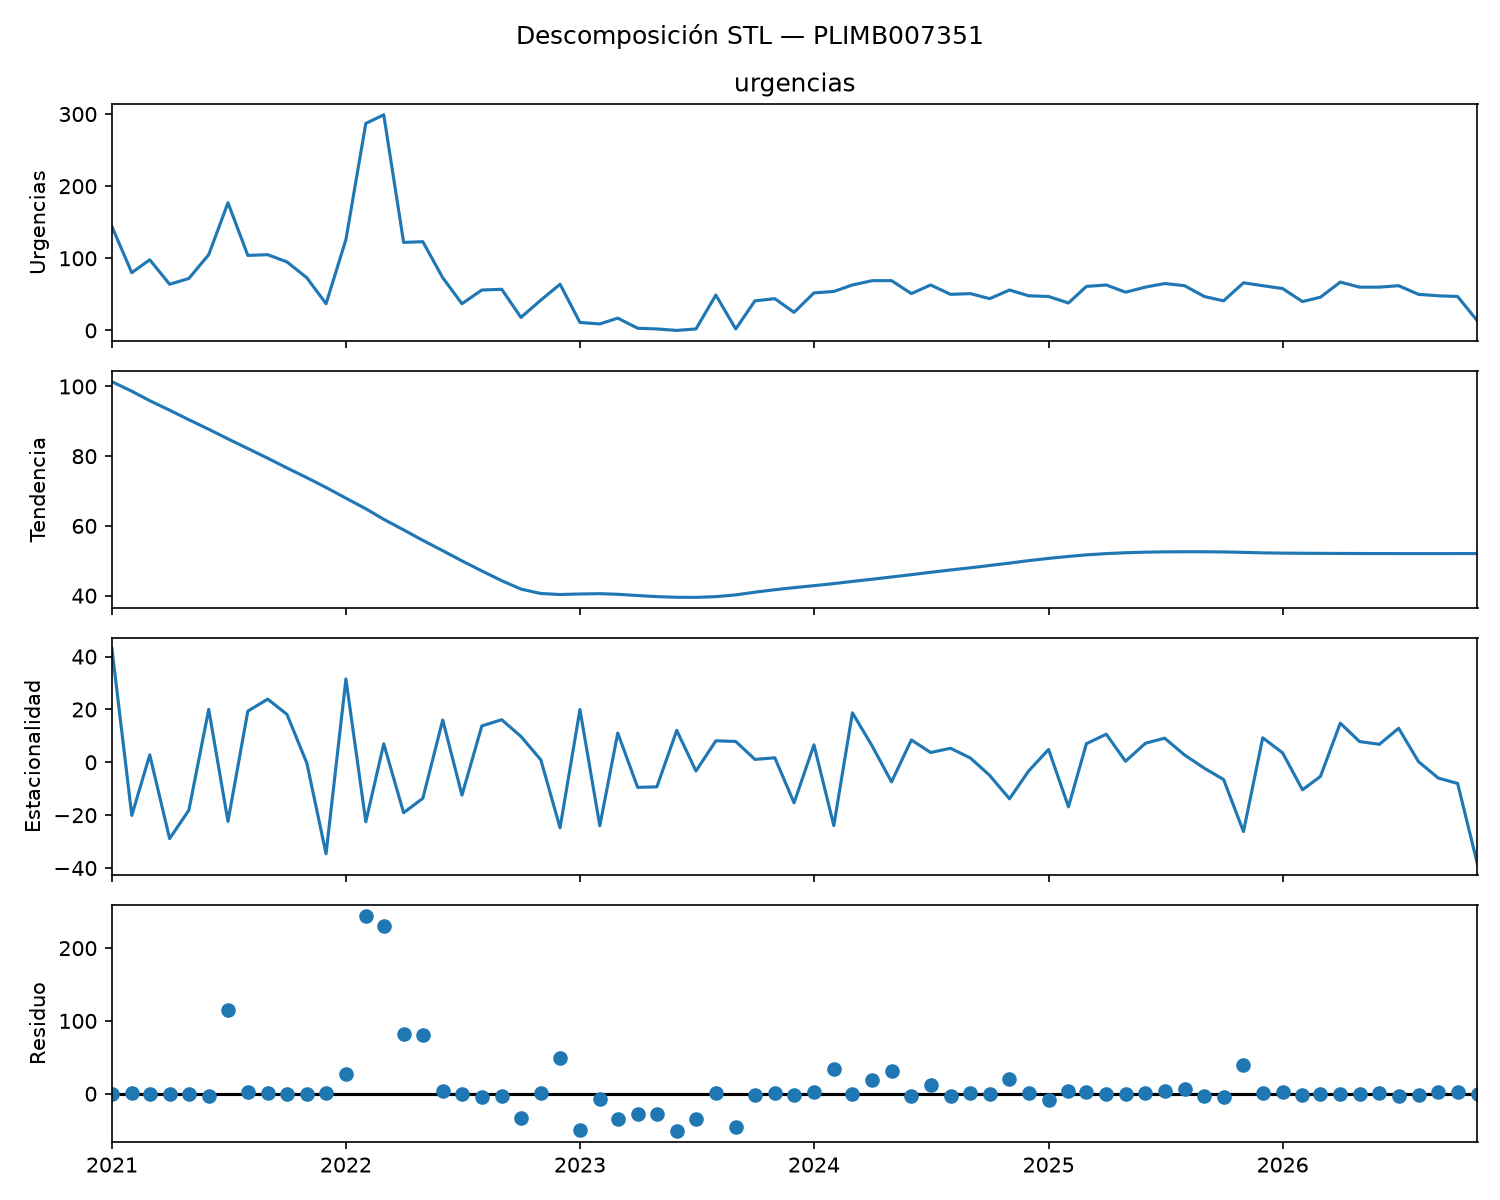 Descomposición STL — PLIMB007351
urgencias
Urgencias
300
200
100
0
Tendencia
100
80
60
40
Estacionalidad
40
20
0
−20
−40
Residuo
200
100
0
2021 2022 2023 2024 2025 2026